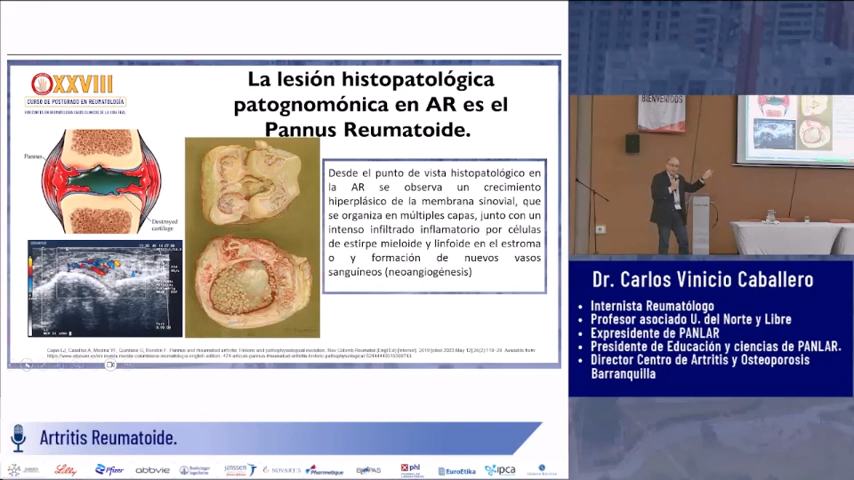 XXVIII
CURSO DE POSTGRADO EN REUMATOLOGÍA
La lesión histopatológica
patognomónica en AR es el
Pannus Reumatoide.
Pannus
Destroyed
cartilage
Desde el punto de vista histopatológico en
la AR se observa un crecimiento
hiperplásico de la membrana sinovial, que
se organiza en múltiples capas, junto con un
intenso infiltrado inflamatorio por células
de estirpe mieloide y linfoide en el estroma
o y formación de nuevos vasos
sanguíneos (neoangiogénesis)
BIENVENIDOS
Dr. Carlos Vinicio Caballero
• Internista Reumatólogo
• Profesor asociado U. del Norte y Libre
• Expresidente de PANLAR
• Presidente de Educación y ciencias de PANLAR.
• Director Centro de Artritis y Osteoporosis
Barranquilla
Artritis Reumatoide.
Lilly
Pfizer
abbvie
janssen
NOVARTIS
Pharmetique
BIOPAS
phl
EuroEtika
ipca